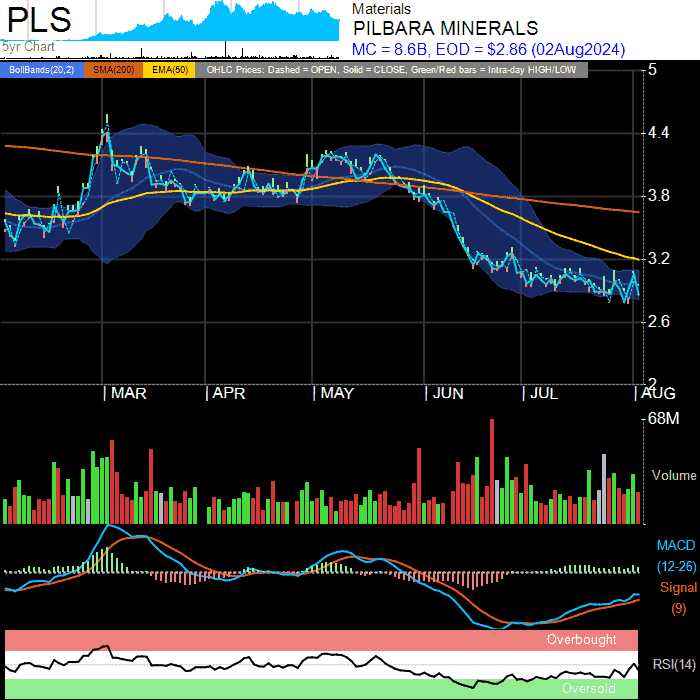 PLS
5yr Chart
Materials
PILBARA MINERALS
MC = 8.6B, EOD = $2.86 (02Aug2024)
BollBands(20,2) SMA(200) EMA(50) OHLC Prices: Dashed = OPEN, Solid = CLOSE, Green/Red bars = Intra-day HIGH/LOW
5
4.4
3.8
3.2
2.6
2
| MAR | APR | MAY | JUN | JUL | AUG
68M
Volume
MACD
(12-26)
Signal
(9)
Overbought
RSI(14)
Oversold